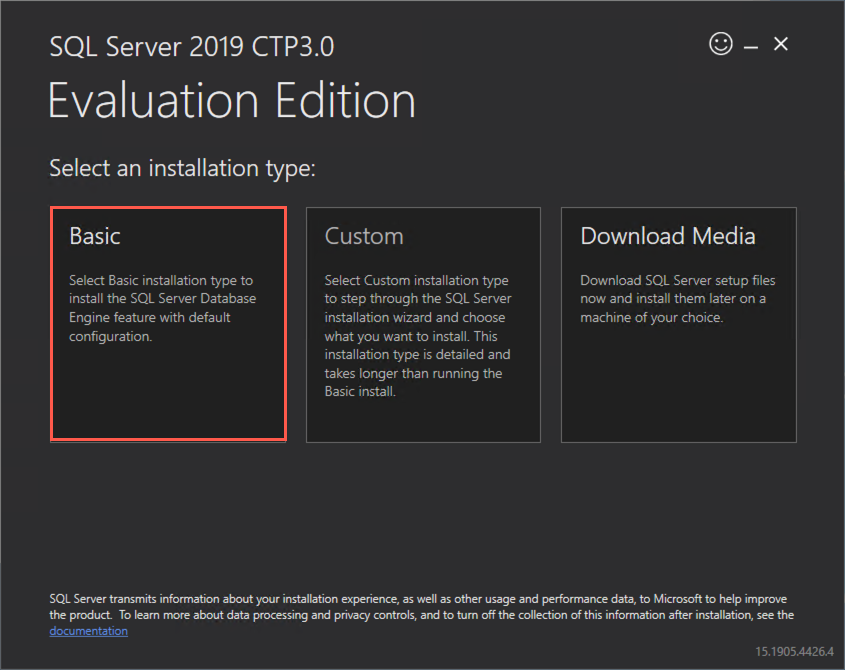 SQL Server 2019 CTP3.0
Evaluation Edition
Select an installation type:
Basic
Select Basic installation type to
install the SQL Server Database
Engine feature with default
configuration.
Custom
Select Custom installation type
to step through the SQL Server
installation wizard and choose
what you want to install. This
installation type is detailed and
takes longer than running the
Basic install.
Download Media
Download SQL Server setup files
now and install them later on a
machine of your choice.
SQL Server transmits information about your installation experience, as well as other usage and performance data, to Microsoft to help improve
the product.  To learn more about data processing and privacy controls, and to turn off the collection of this information after installation, see the
documentation
15.1905.4426.4